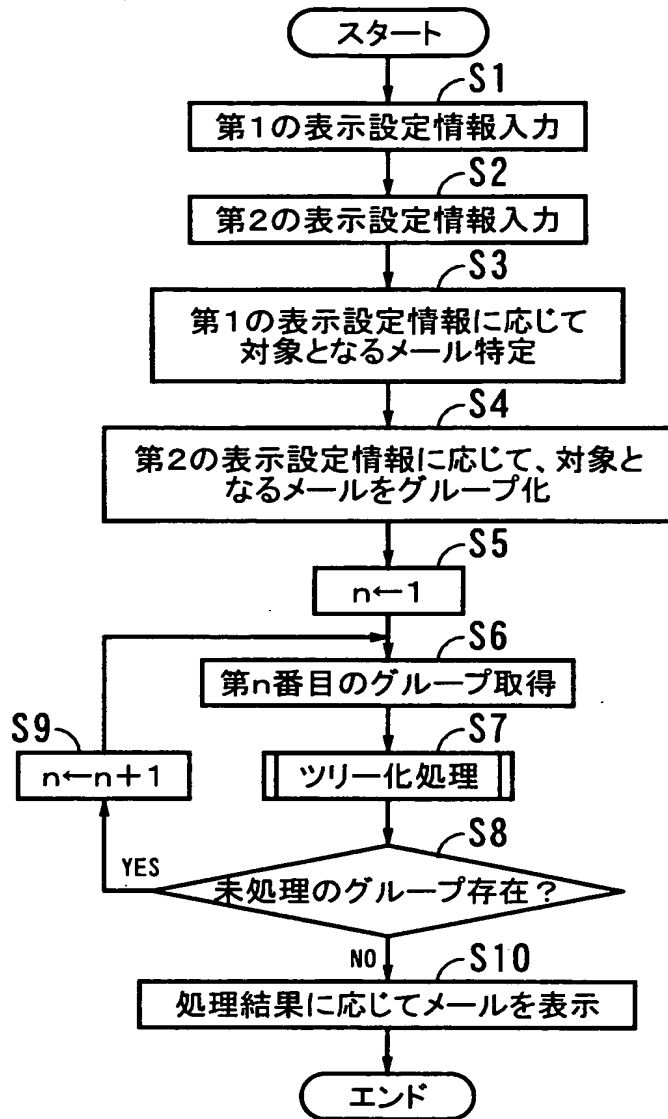 スタート
S1
第1の表示設定情報入力
S2
第2の表示設定情報入力
S3
第1の表示設定情報に応じて
対象となるメール特定
S4
第2の表示設定情報に応じて、対象と
なるメールをグループ化
S5
n←1
S6
第n番目のグループ取得
S9
n←n+1
S7
ツリー化処理
S8
YES
未処理のグループ存在?
NO
S10
処理結果に応じてメールを表示
エンド